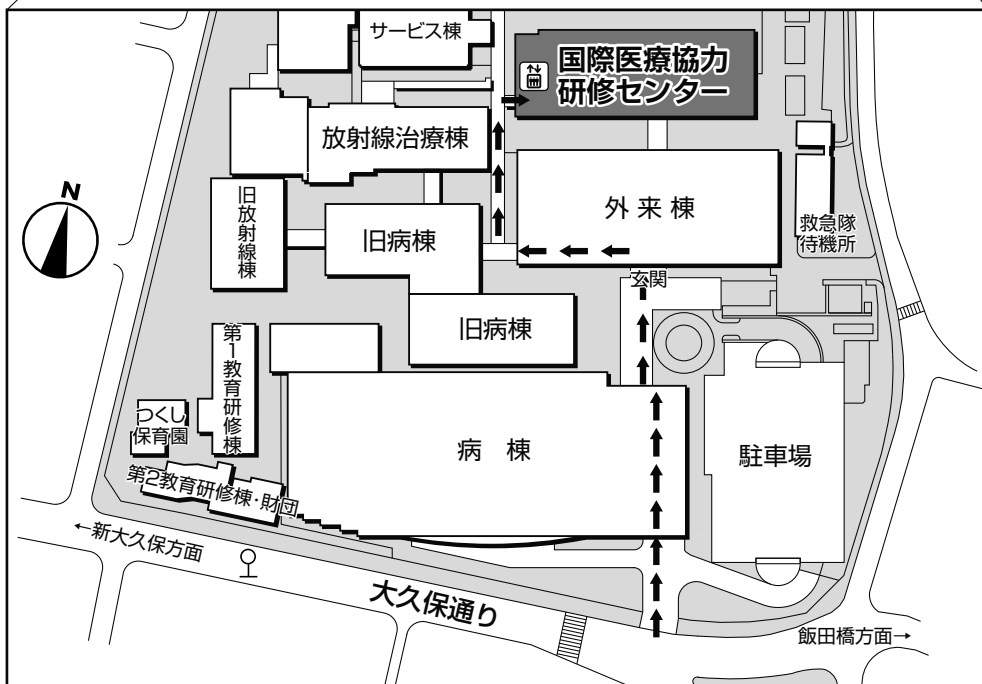 サービス棟
国際医療協力
研修センター
放射線治療棟
外来棟
救急隊
待機所
N
旧放射線棟
旧病棟
玄関
旧病棟
第1教育研修棟
つくし
保育園
病棟
駐車場
第2教育研修棟・財団
←新大久保方面
大久保通り
飯田橋方面→